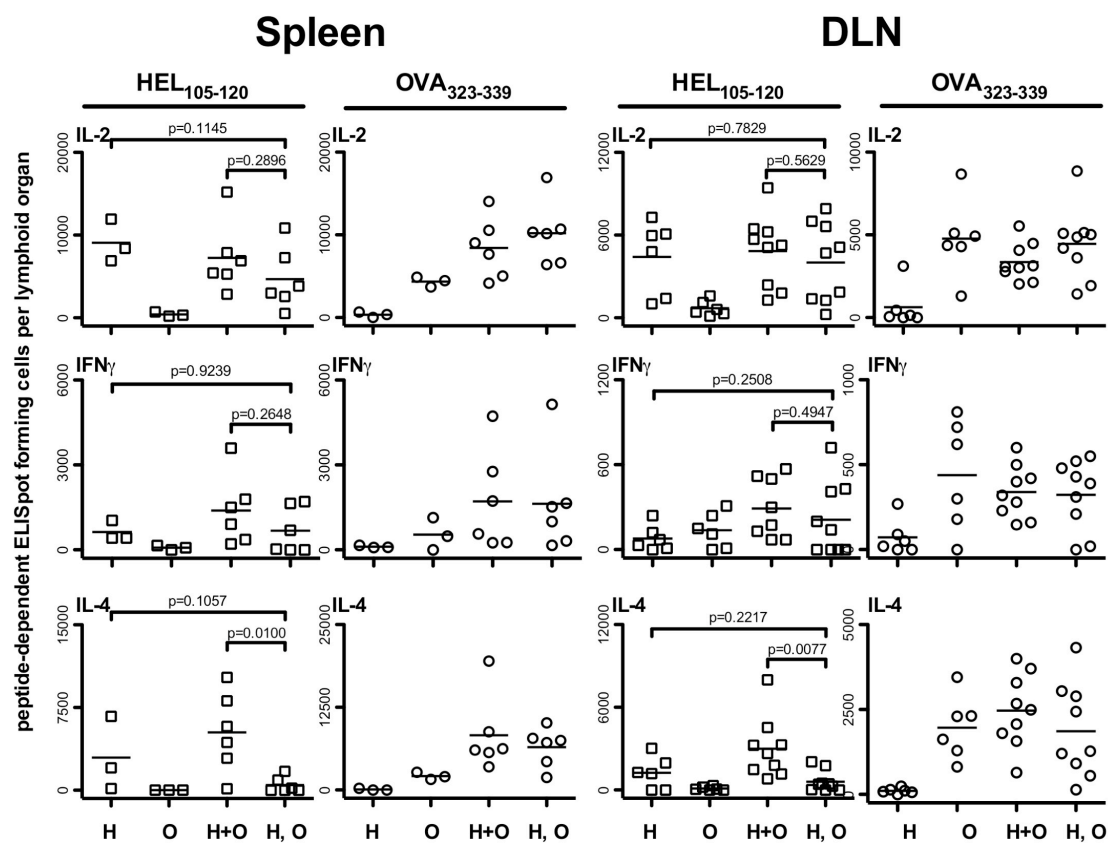 Spleen DLN
HEL105-120 OVA323-339 HEL105-120 OVA323-339
peptide-dependent ELISpot forming cells per lymphoid organ
IL-2 p=0.1145 p=0.2896 20000 10000 0
IL-2 20000 10000 0
IL-2 p=0.7829 p=0.5629 12000 6000 0
IL-2 10000 5000 0
IFNγ p=0.9239 p=0.2648 6000 3000 0
IFNγ 6000 3000 0
IFNγ p=0.2508 p=0.4947 1200 600 0
IFNγ 1000 500 0
IL-4 p=0.1057 p=0.0100 15000 7500 0
IL-4 25000 12500 0
IL-4 p=0.2217 p=0.0077 12000 6000 0
IL-4 5000 2500 0
H O H+O H, O H O H+O H, O H O H+O H, O H O H+O H, O